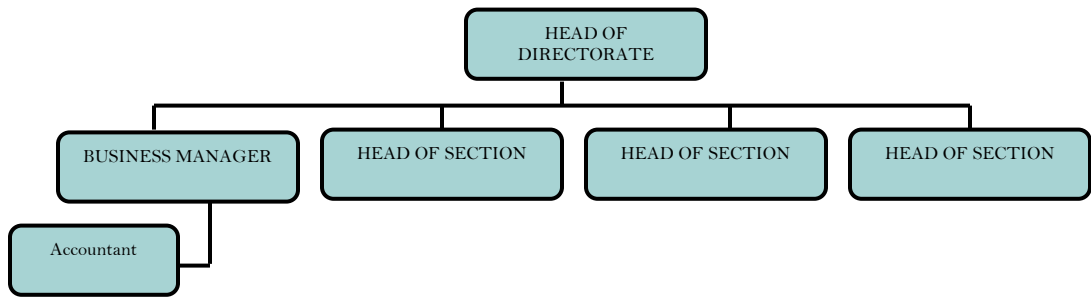 HEAD OF
DIRECTORATE
BUSINESS MANAGER
HEAD OF SECTION
HEAD OF SECTION
HEAD OF SECTION
Accountant